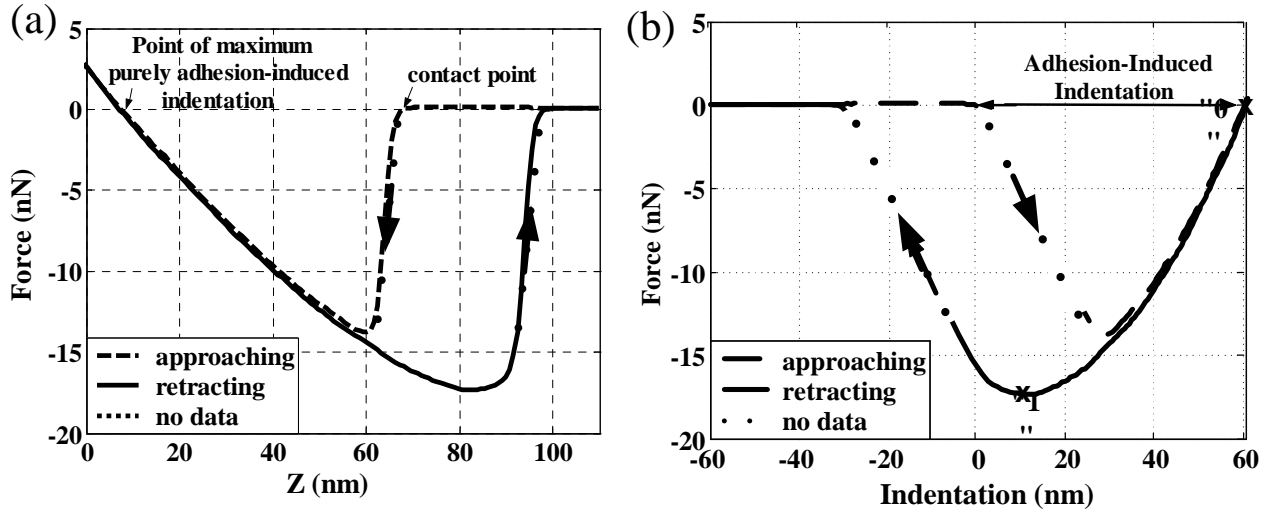 (a)
5
0
-5
-10
-15
-20
Force (nN)
Point of maximum
purely adhesion-induced
indentation
contact point
approaching
retracting
no data
0
20
40
60
80
100
Z (nm)
(b)
5
0
-5
-10
-15
-20
Force (nN)
Adhesion-Induced
Indentation
"0
"
x
x1
"
approaching
retracting
no data
-60
-40
-20
0
20
40
60
Indentation (nm)